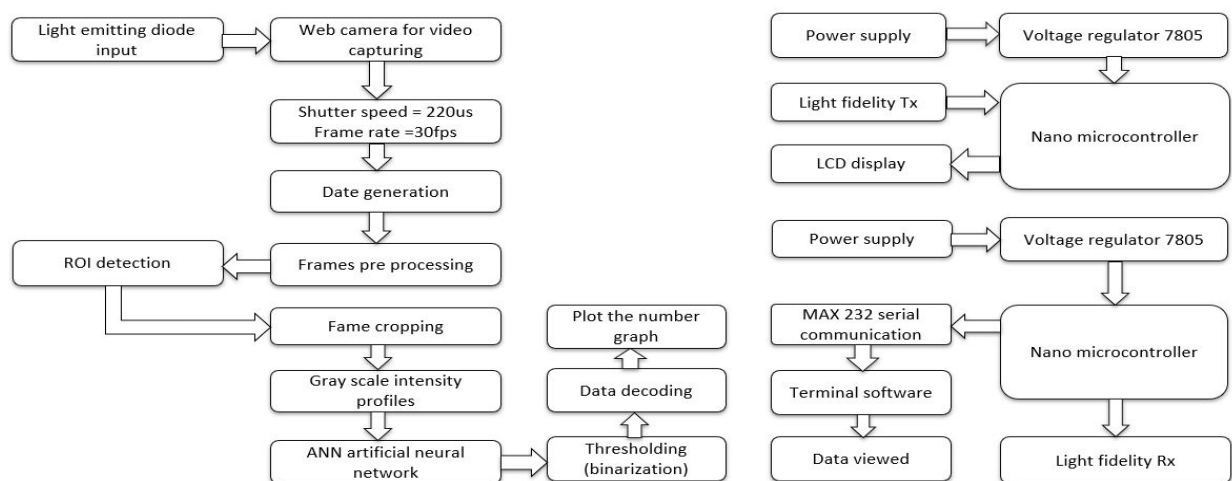 Light emitting diode
input
Web camera for video
capturing
Shutter speed = 220us
Frame rate =30fps
Date generation
Frames pre processing
ROI detection
Fame cropping
Gray scale intensity
profiles
ANN artificial neural
network
Thresholding
(binarization)
Data decoding
Plot the number
graph
Power supply
Voltage regulator 7805
Light fidelity Tx
Nano microcontroller
LCD display
Power supply
Voltage regulator 7805
MAX 232 serial
communication
Nano microcontroller
Terminal software
Data viewed
Light fidelity Rx